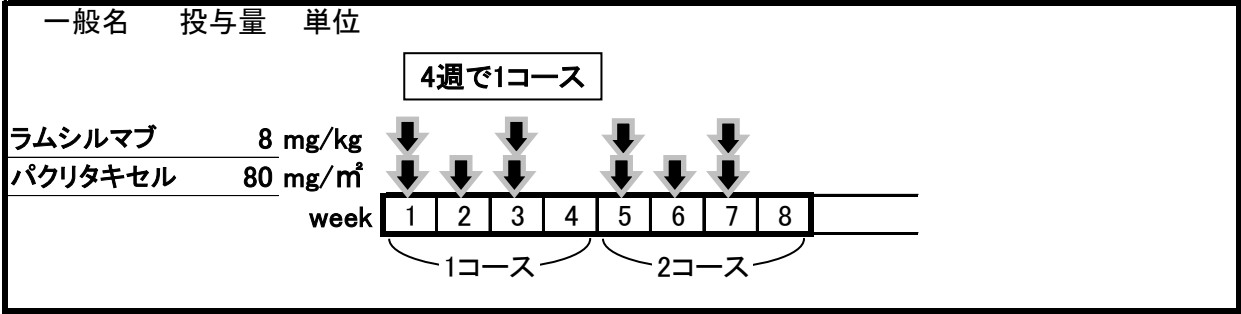 一般名 投与量 単位
4週で1コース
ラムシルマブ 8 mg/kg
パクリタキセル 80 mg/㎡
week 1 2 3 4 5 6 7 8
1コース 2コース